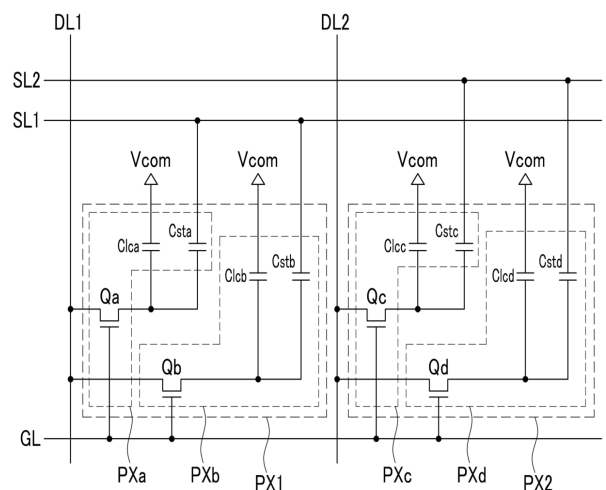 DL1 DL2
SL2
SL1
Vcom Vcom Vcom Vcom
Clca Csta Clcb Cstb Clcc Cstc Clcd Cstd
Qa Qc
Qb Qd
GL
PXa PXb PX1 PXc PXd PX2